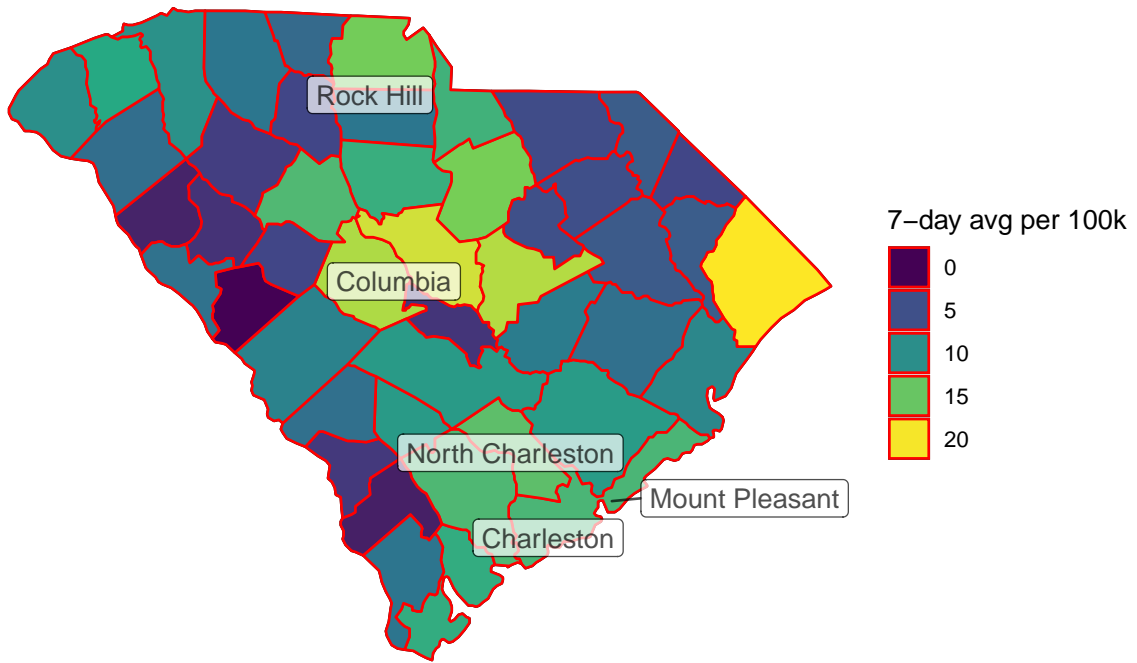 Rock Hill
Columbia
North Charleston
Mount Pleasant
Charleston
7−day avg per 100k
0
5
10
15
20